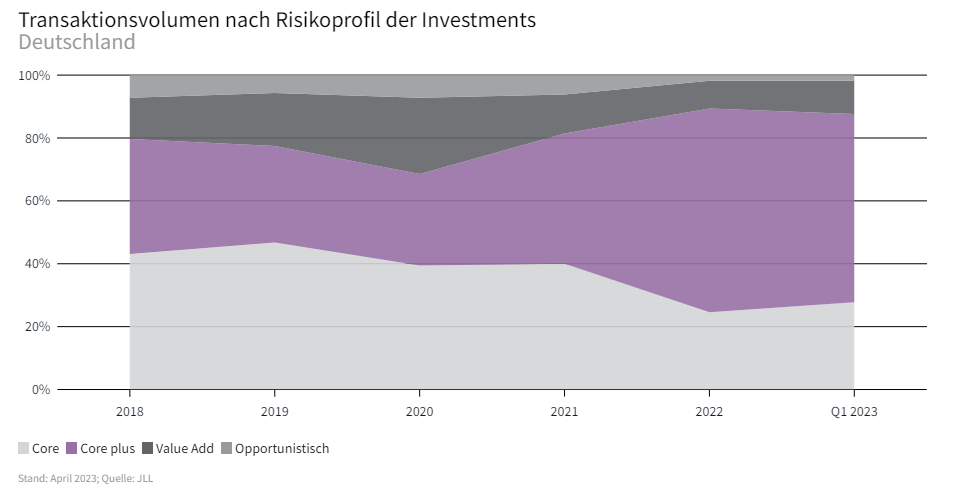 Transaktionsvolumen nach Risikoprofil der Investments
Deutschland
100%
80%
60%
40%
20%
0%
2018 2019 2020 2021 2022 Q1 2023
Core Core plus Value Add Opportunistisch
Stand: April 2023; Quelle: JLL